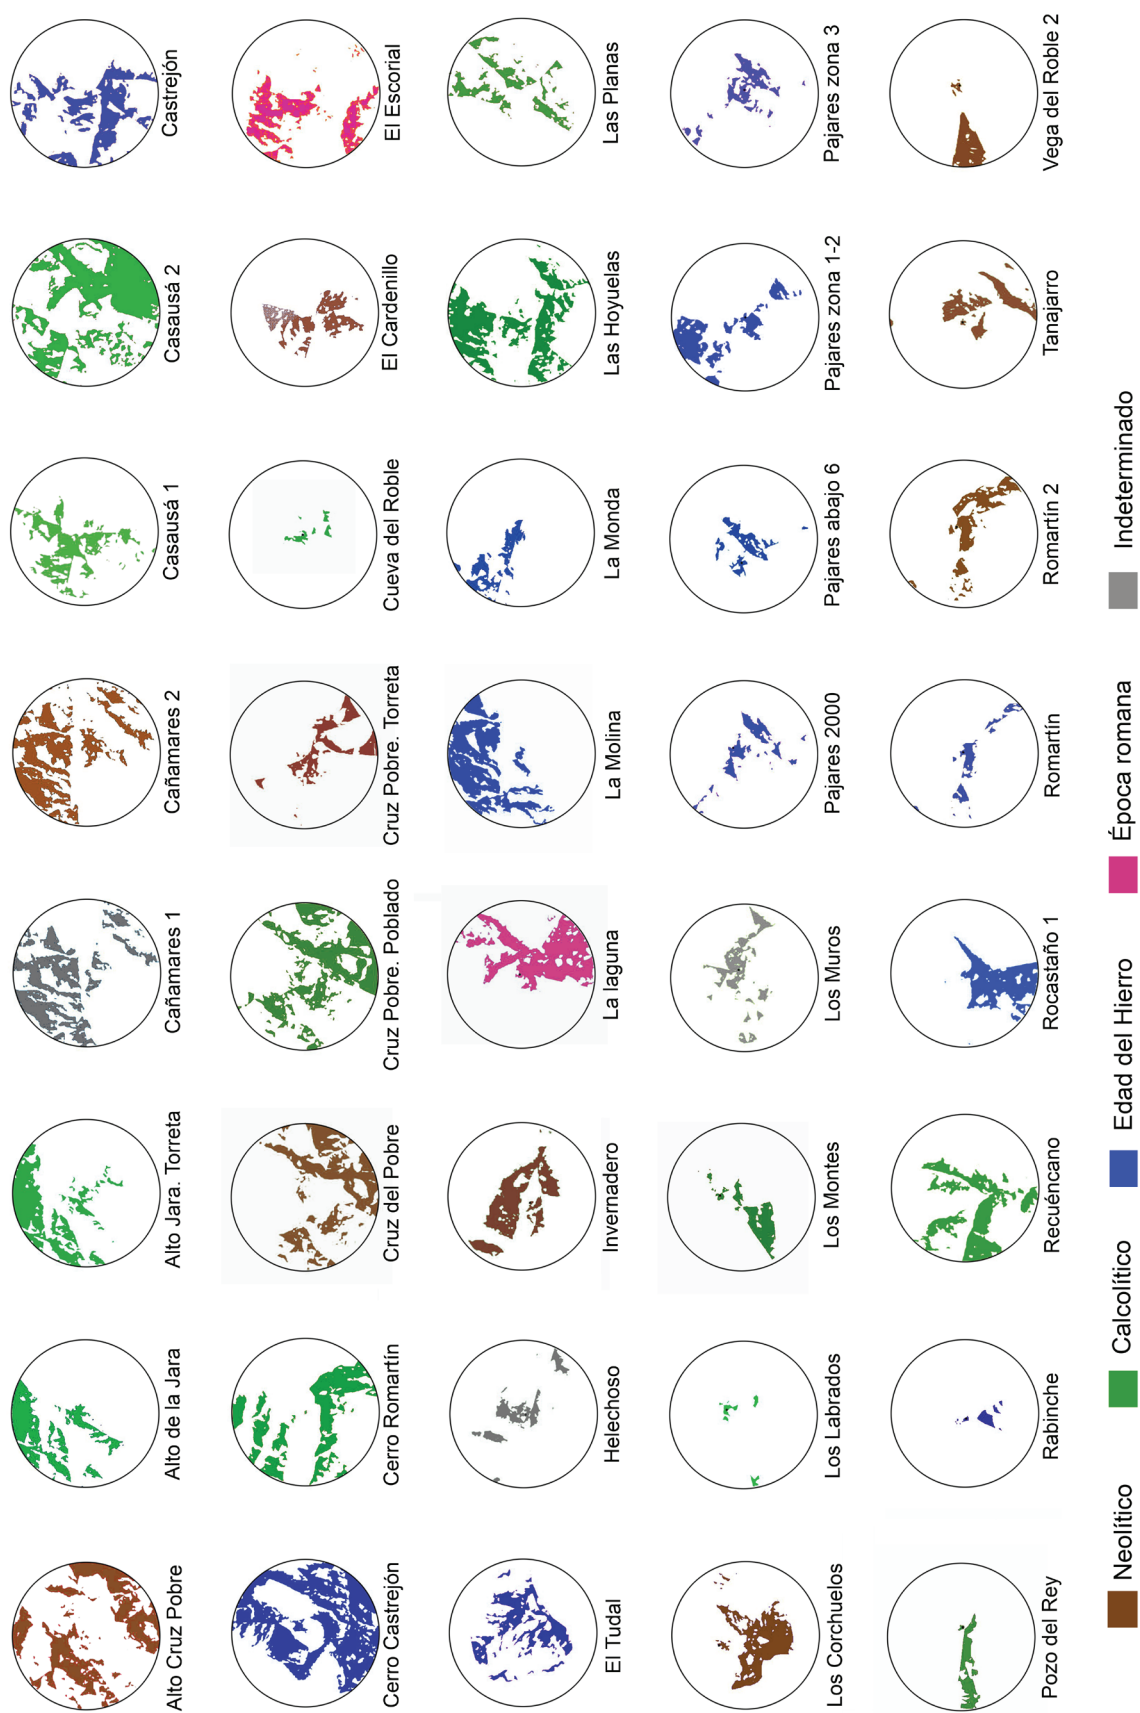 Alto Cruz Pobre
Alto de la Jara
Alto Jara. Torreta
Cañamares 1
Cañamares 2
Casausá 1
Casausá 2
Castrejón
Cerro Castrejón
Cerro Romartín
Cruz del Pobre
Cruz Pobre. Poblado
Cruz Pobre. Torreta
Cueva del Roble
El Cardenillo
El Escorial
El Tudal
Helechoso
Invernadero
La laguna
La Molina
La Monda
Las Hoyuelas
Las Planas
Los Corchuelos
Los Labrados
Los Montes
Los Muros
Pajares 2000
Pajares abajo 6
Pajares zona 1-2
Pajares zona 3
Pozo del Rey
Rabinche
Recuéncano
Rocastaño 1
Romartín
Romartín 2
Tanajarro
Vega del Roble 2
Neolítico
Calcolítico
Edad del Hierro
Época romana
Indeterminado